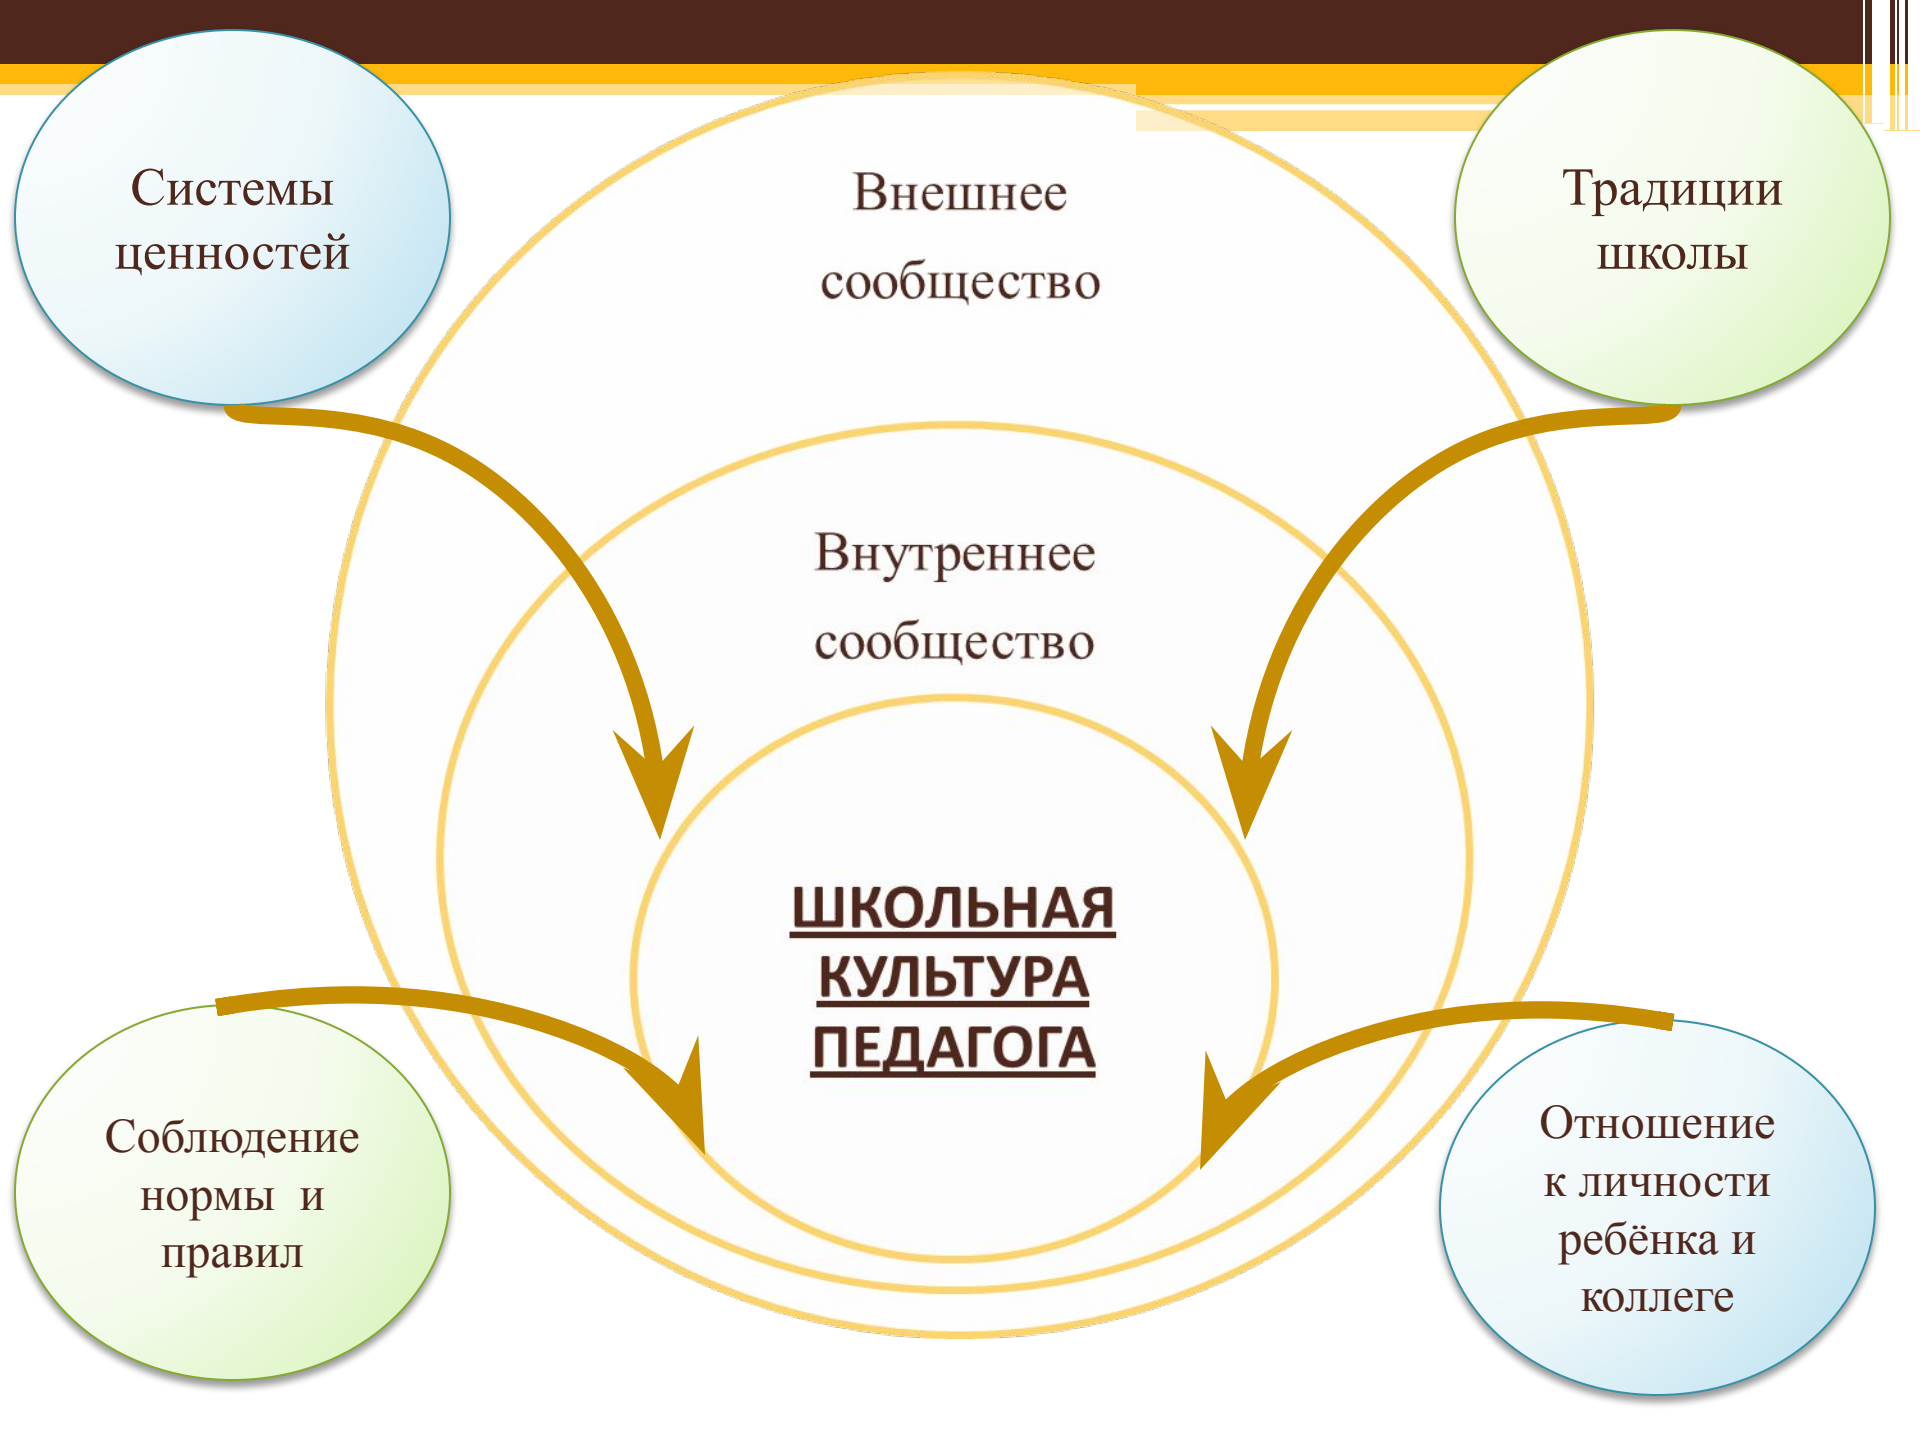 Системы
ценностей
Традиции
школы
Внешнее
сообщество
Внутреннее
сообщество
ШКОЛЬНАЯ
КУЛЬТУРА
ПЕДАГОГА
Соблюдение
нормы и
правил
Отношение
к личности
ребёнка и
коллеге